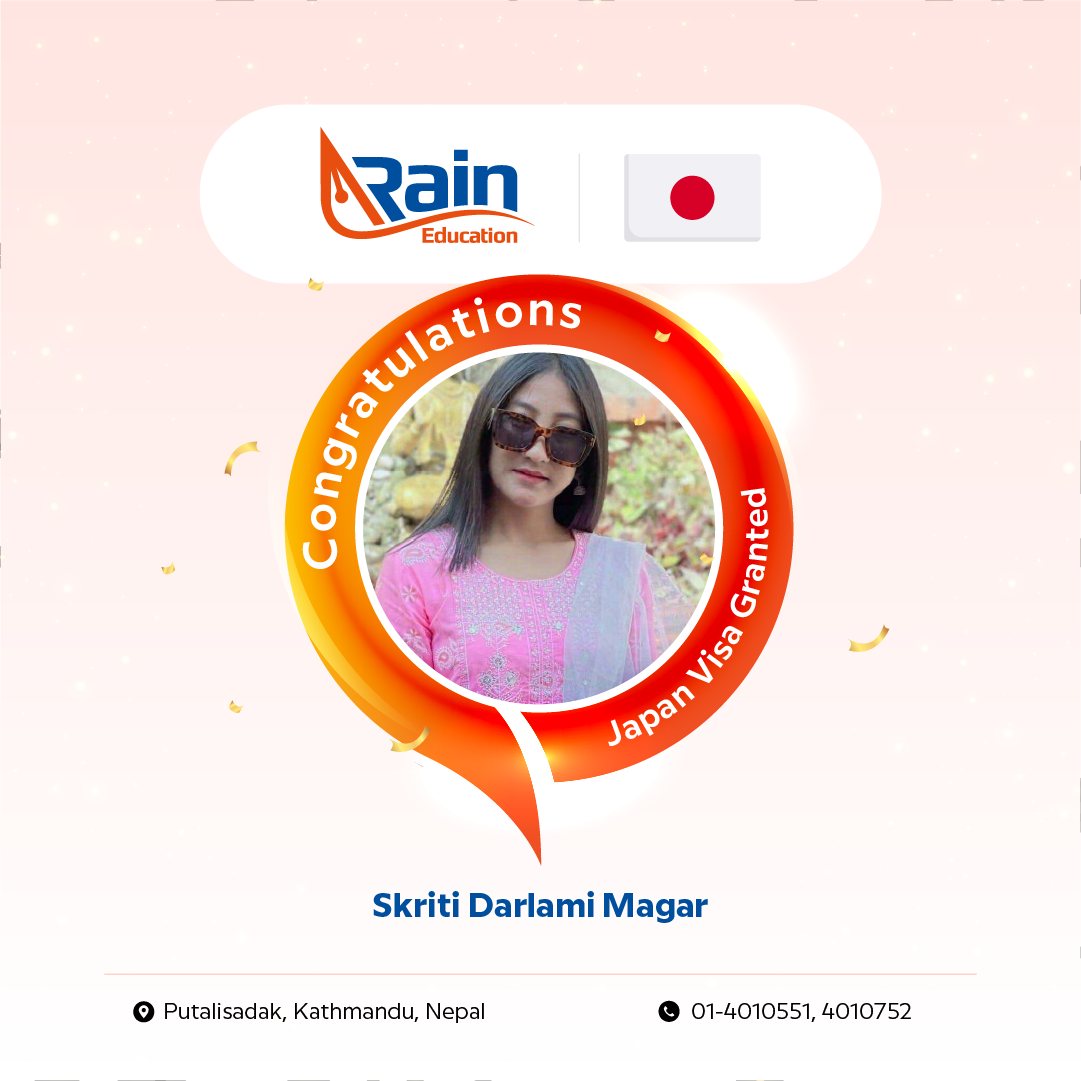 Rain
Education
Congratulations
Japan Visa Granted
Skriti Darlami Magar
Putalisadak, Kathmandu, Nepal
01-4010551, 4010752